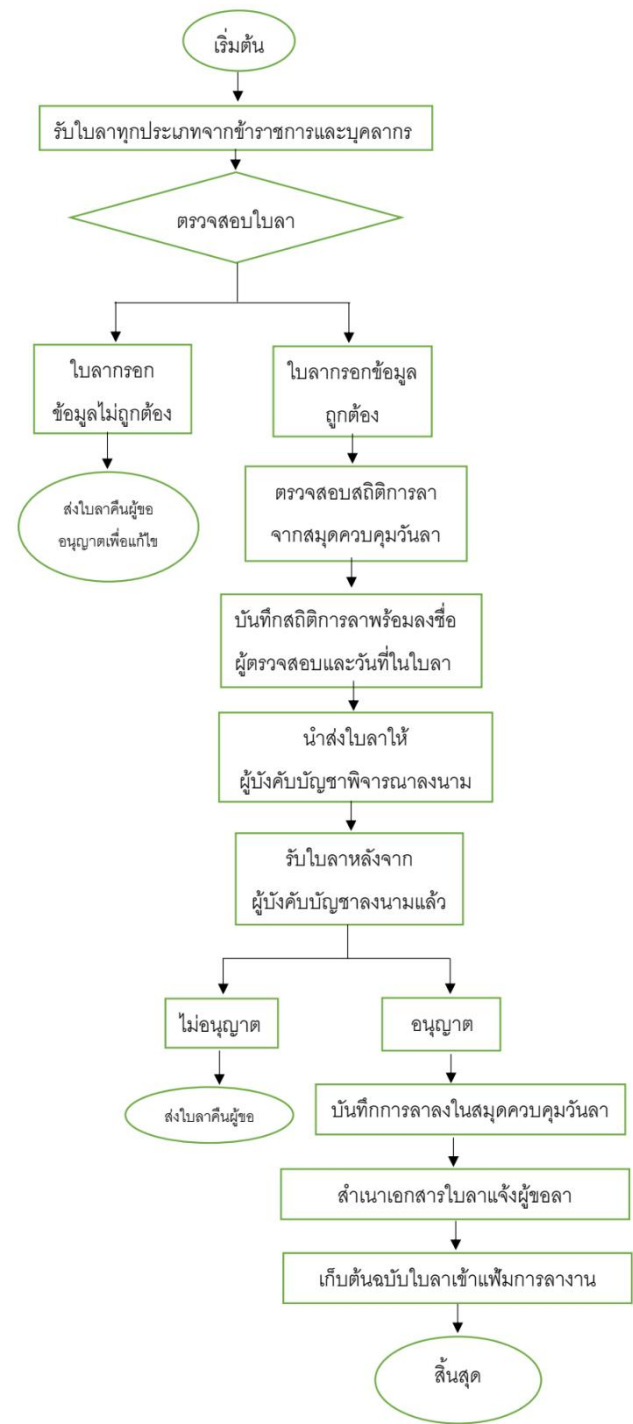 เริ่มต้น
รับใบลาทุกประเภทจากข้าราชการและบุคลากร
ตรวจสอบใบลา
ใบลากรอก
ข้อมูลไม่ถูกต้อง
ใบลากรอกข้อมูล
ถูกต้อง
ส่งใบลาคืนผู้ขอ
อนุญาตเพื่อแก้ไข
ตรวจสอบสถิติการลา
จากสมุดควบคุมวันลา
บันทึกสถิติการลาพร้อมลงชื่อ
ผู้ตรวจสอบและวันที่ในใบลา
นำส่งใบลาให้
ผู้บังคับบัญชาพิจารณาลงนาม
รับใบลาหลังจาก
ผู้บังคับบัญชาลงนามแล้ว
ไม่อนุญาต
อนุญาต
ส่งใบลาคืนผู้ขอ
บันทึกการลาลงในสมุดควบคุมวันลา
สำเนาเอกสารใบลาแจ้งผู้ขอลา
เก็บต้นฉบับใบลาเข้าแฟ้มการลางาน
สิ้นสุด